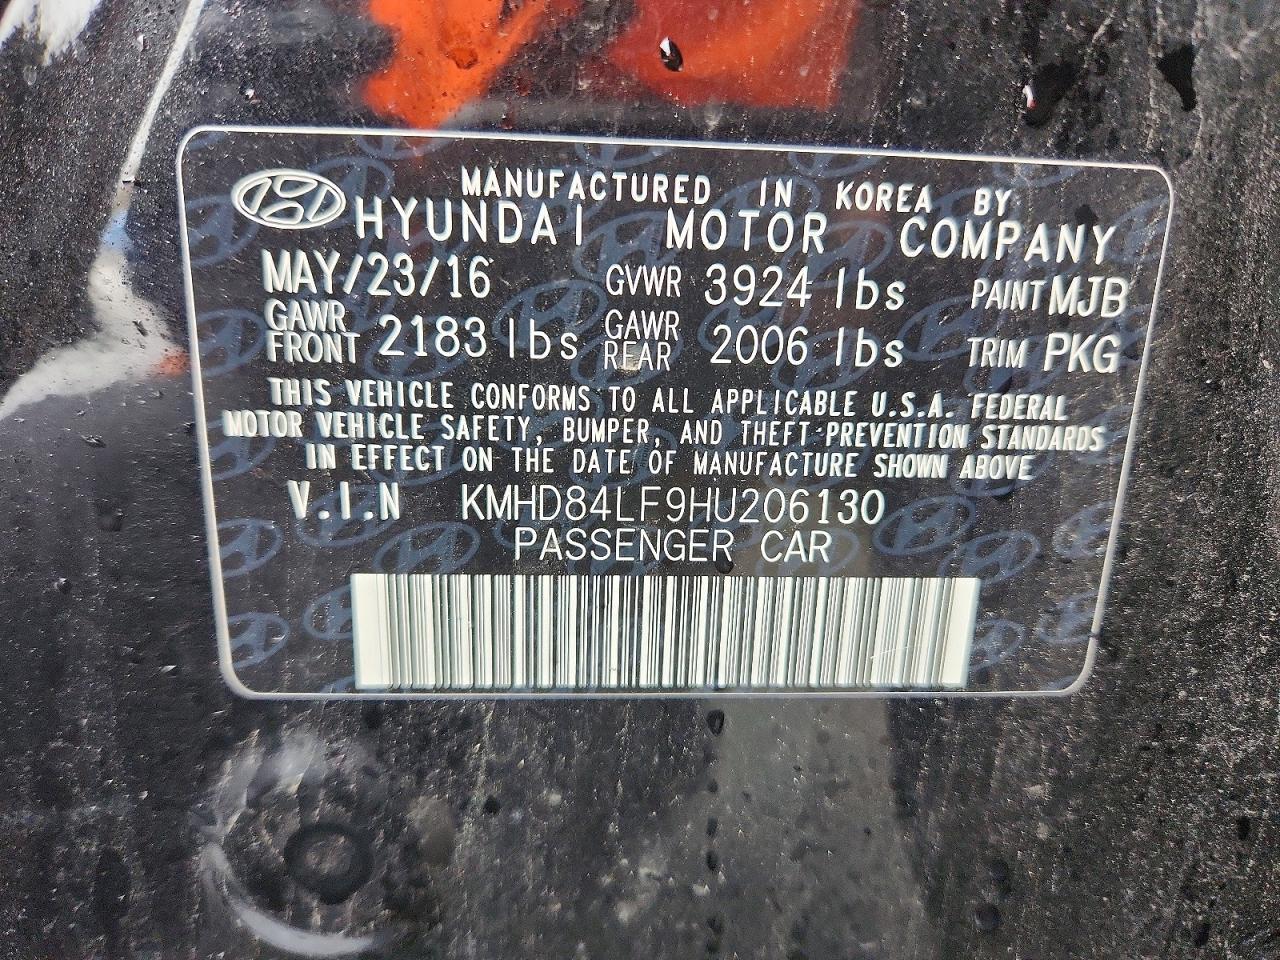 MANUFACTURED IN KOREA BY
HYUNDAI MOTOR COMPANY
MAY/23/16 GVWR 3924 lbs PAINT MJB
GAWR FRONT 2183 lbs GAWR REAR 2006 lbs TRIM PKG
THIS VEHICLE CONFORMS TO ALL APPLICABLE U.S.A. FEDERAL
MOTOR VEHICLE SAFETY, BUMPER, AND THEFT PREVENTION STANDARDS
IN EFFECT ON THE DATE OF MANUFACTURE SHOWN ABOVE
V.I.N KMHD84LF9HU206130
PASSENGER CAR